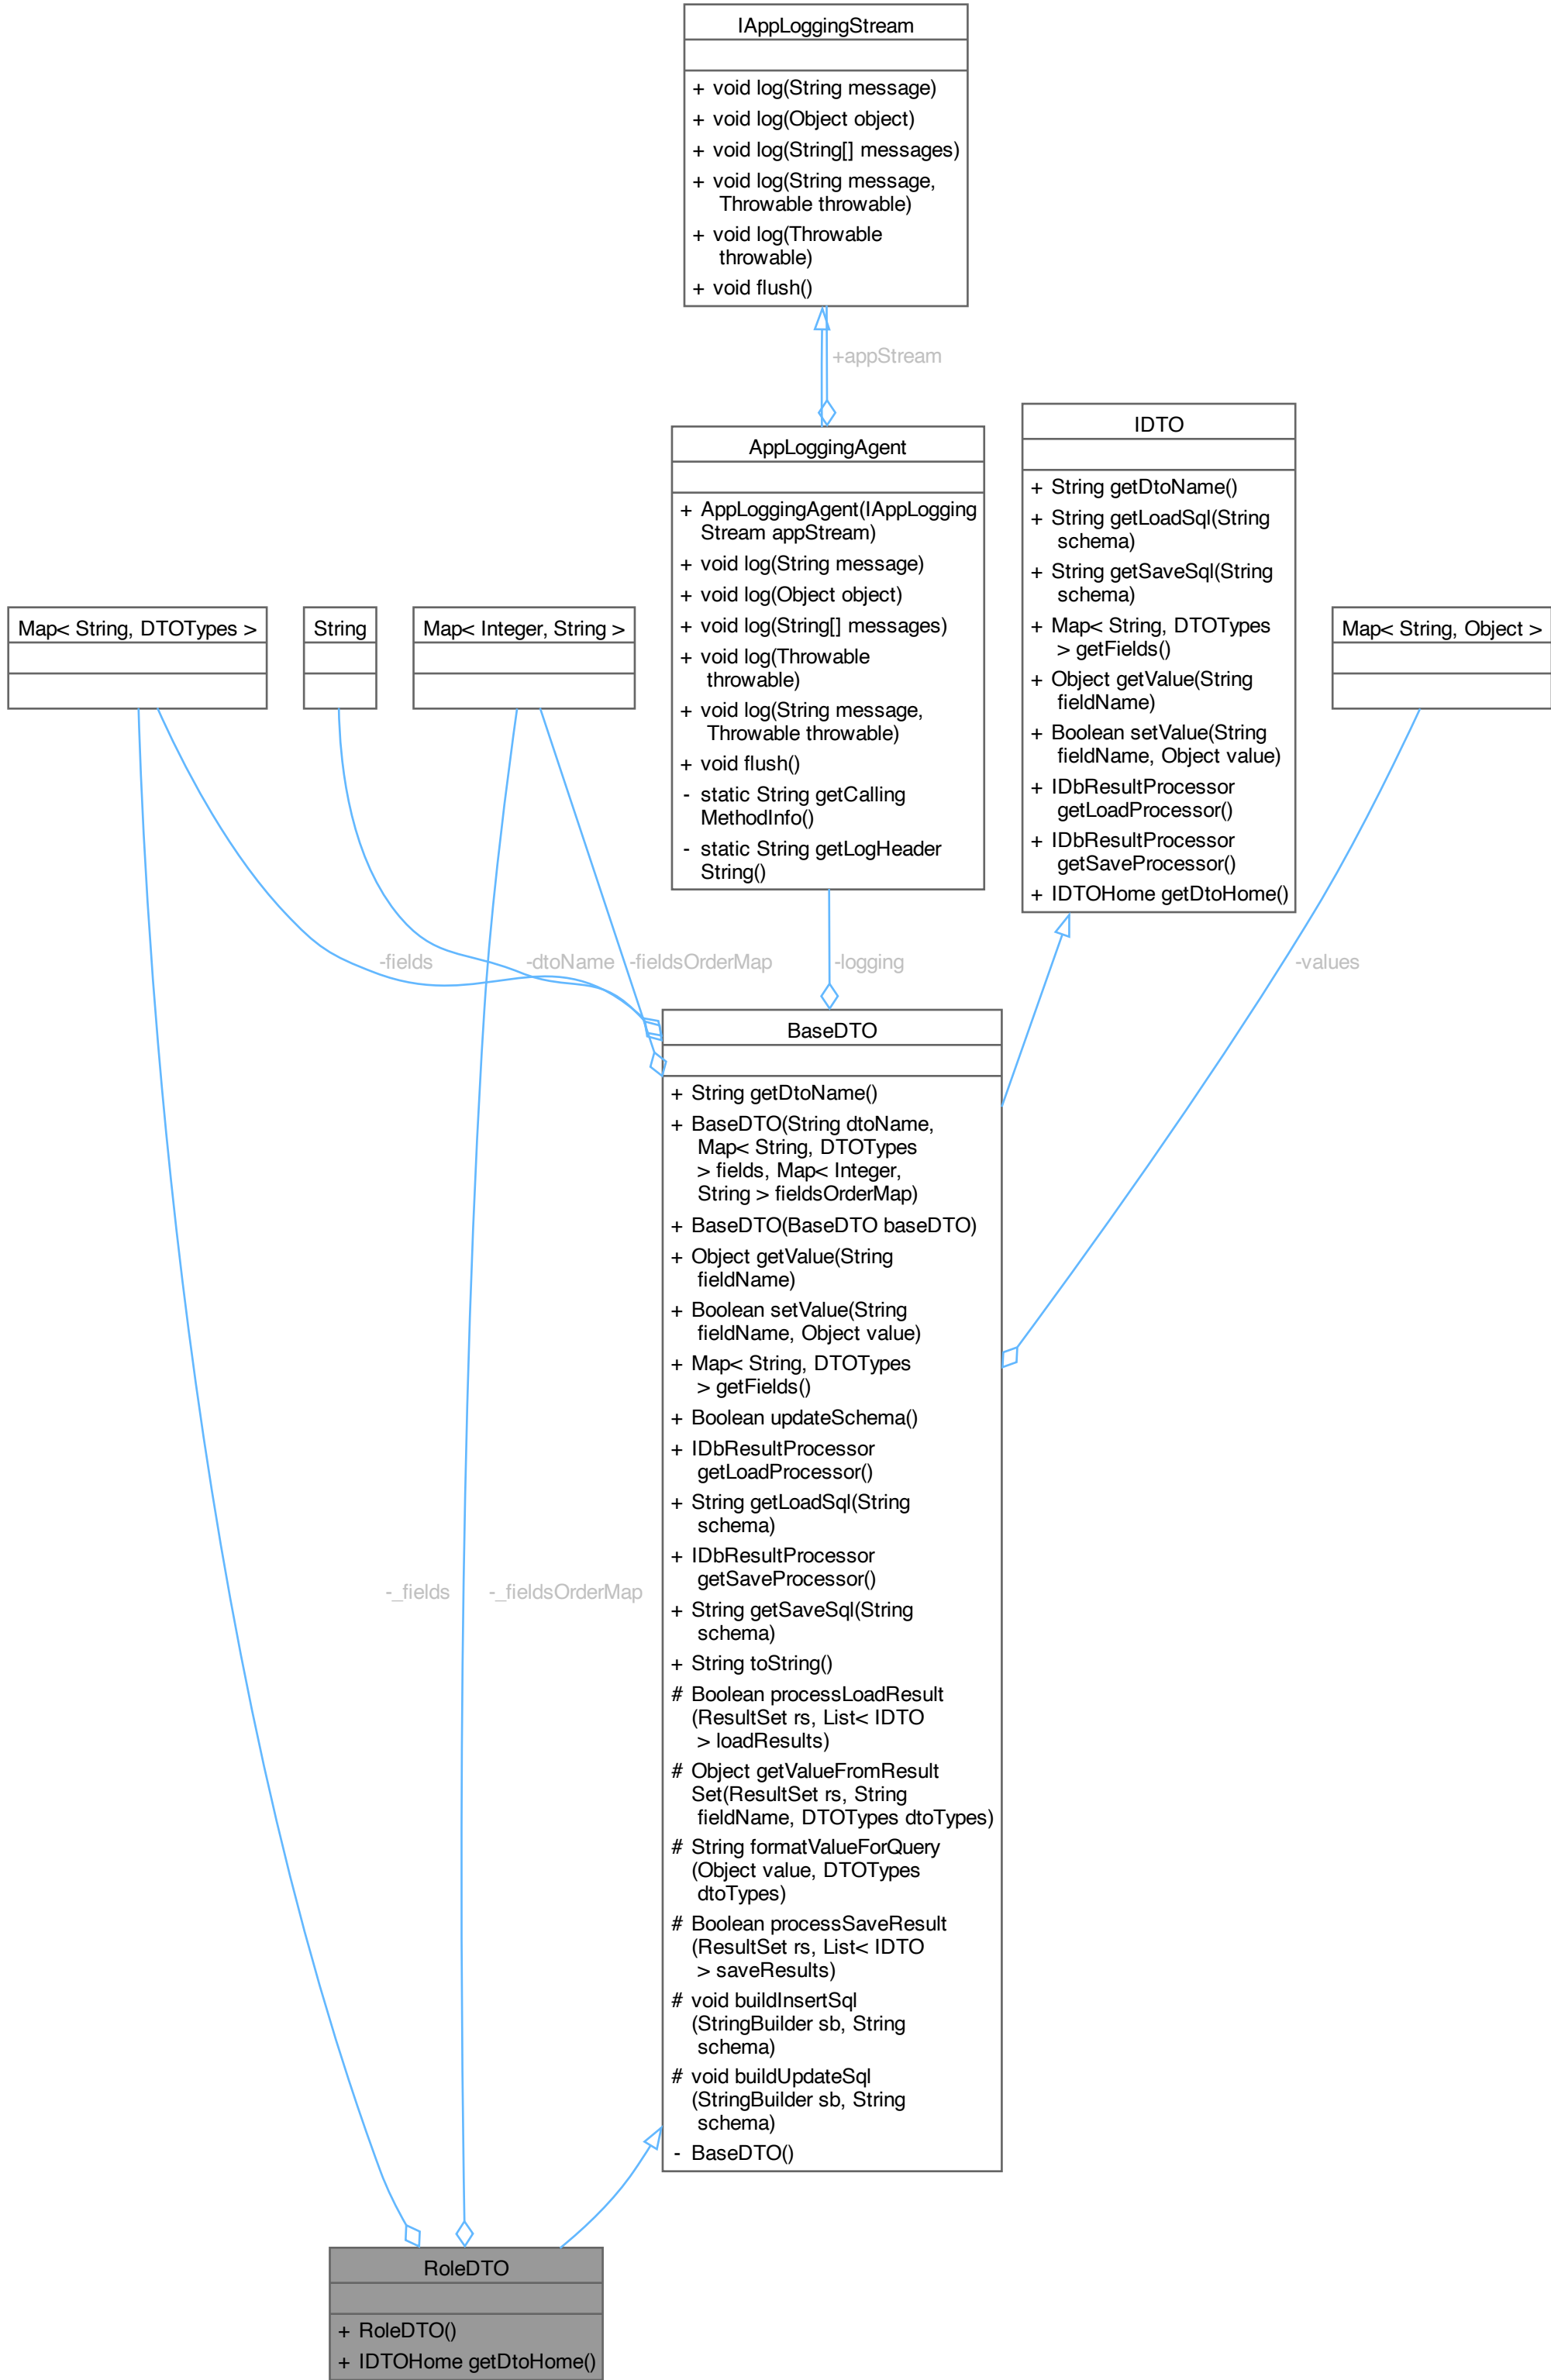 IAppLoggingStream
+ void log(String message)
+ void log(Object object)
+ void log(String[] messages)
+ void log(String message,
Throwable throwable)
+ void log(Throwable
throwable)
+ void flush()
+appStream
AppLoggingAgent
+ AppLoggingAgent(IAppLogging
Stream appStream)
+ void log(String message)
+ void log(Object object)
+ void log(String[] messages)
+ void log(Throwable
throwable)
+ void log(String message,
Throwable throwable)
+ void flush()
- static String getCalling
MethodInfo()
- static String getLogHeader
String()
IDTO
+ String getDtoName()
+ String getLoadSql(String
schema)
+ String getSaveSql(String
schema)
+ Map< String, DTOTypes
> getFields()
+ Object getValue(String
fieldName)
+ Boolean setValue(String
fieldName, Object value)
+ IDbResultProcessor
getLoadProcessor()
+ IDbResultProcessor
getSaveProcessor()
+ IDTOHome getDtoHome()
Map< String, DTOTypes >
String
Map< Integer, String >
Map< String, Object >
-fields
-dtoName
-fieldsOrderMap
-logging
-values
BaseDTO
+ String getDtoName()
+ BaseDTO(String dtoName,
Map< String, DTOTypes
> fields, Map< Integer,
String > fieldsOrderMap)
+ BaseDTO(BaseDTO baseDTO)
+ Object getValue(String
fieldName)
+ Boolean setValue(String
fieldName, Object value)
+ Map< String, DTOTypes
> getFields()
+ Boolean updateSchema()
+ IDbResultProcessor
getLoadProcessor()
+ String getLoadSql(String
schema)
+ IDbResultProcessor
getSaveProcessor()
+ String getSaveSql(String
schema)
+ String toString()
# Boolean processLoadResult
(ResultSet rs, List< IDTO
> loadResults)
# Object getValueFromResult
Set(ResultSet rs, String
fieldName, DTOTypes dtoTypes)
# String formatValueForQuery
(Object value, DTOTypes
dtoTypes)
# Boolean processSaveResult
(ResultSet rs, List< IDTO
> saveResults)
# void buildInsertSql
(StringBuilder sb, String
schema)
# void buildUpdateSql
(StringBuilder sb, String
schema)
- BaseDTO()
-_fields
-_fieldsOrderMap
RoleDTO
+ RoleDTO()
+ IDTOHome getDtoHome()